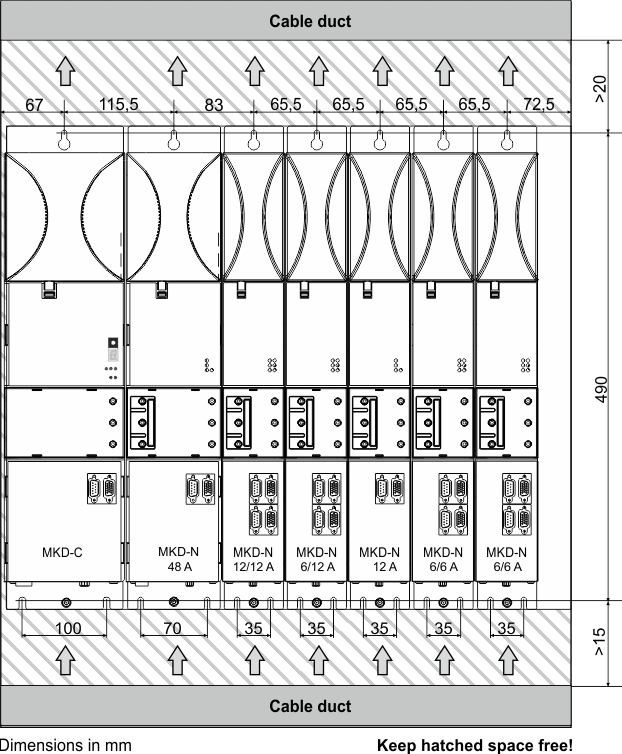 Cable duct
>20
67 115,5 83 65,5 65,5 65,5 65,5 72,5
490
MKD-C MKD-N MKD-N MKD-N MKD-N MKD-N MKD-N
48 A 12/12 A 6/12 A 12 A 6/6 A 6/6 A
100 70 35 35 35 35 35
>15
Cable duct
Dimensions in mm Keep hatched space free!